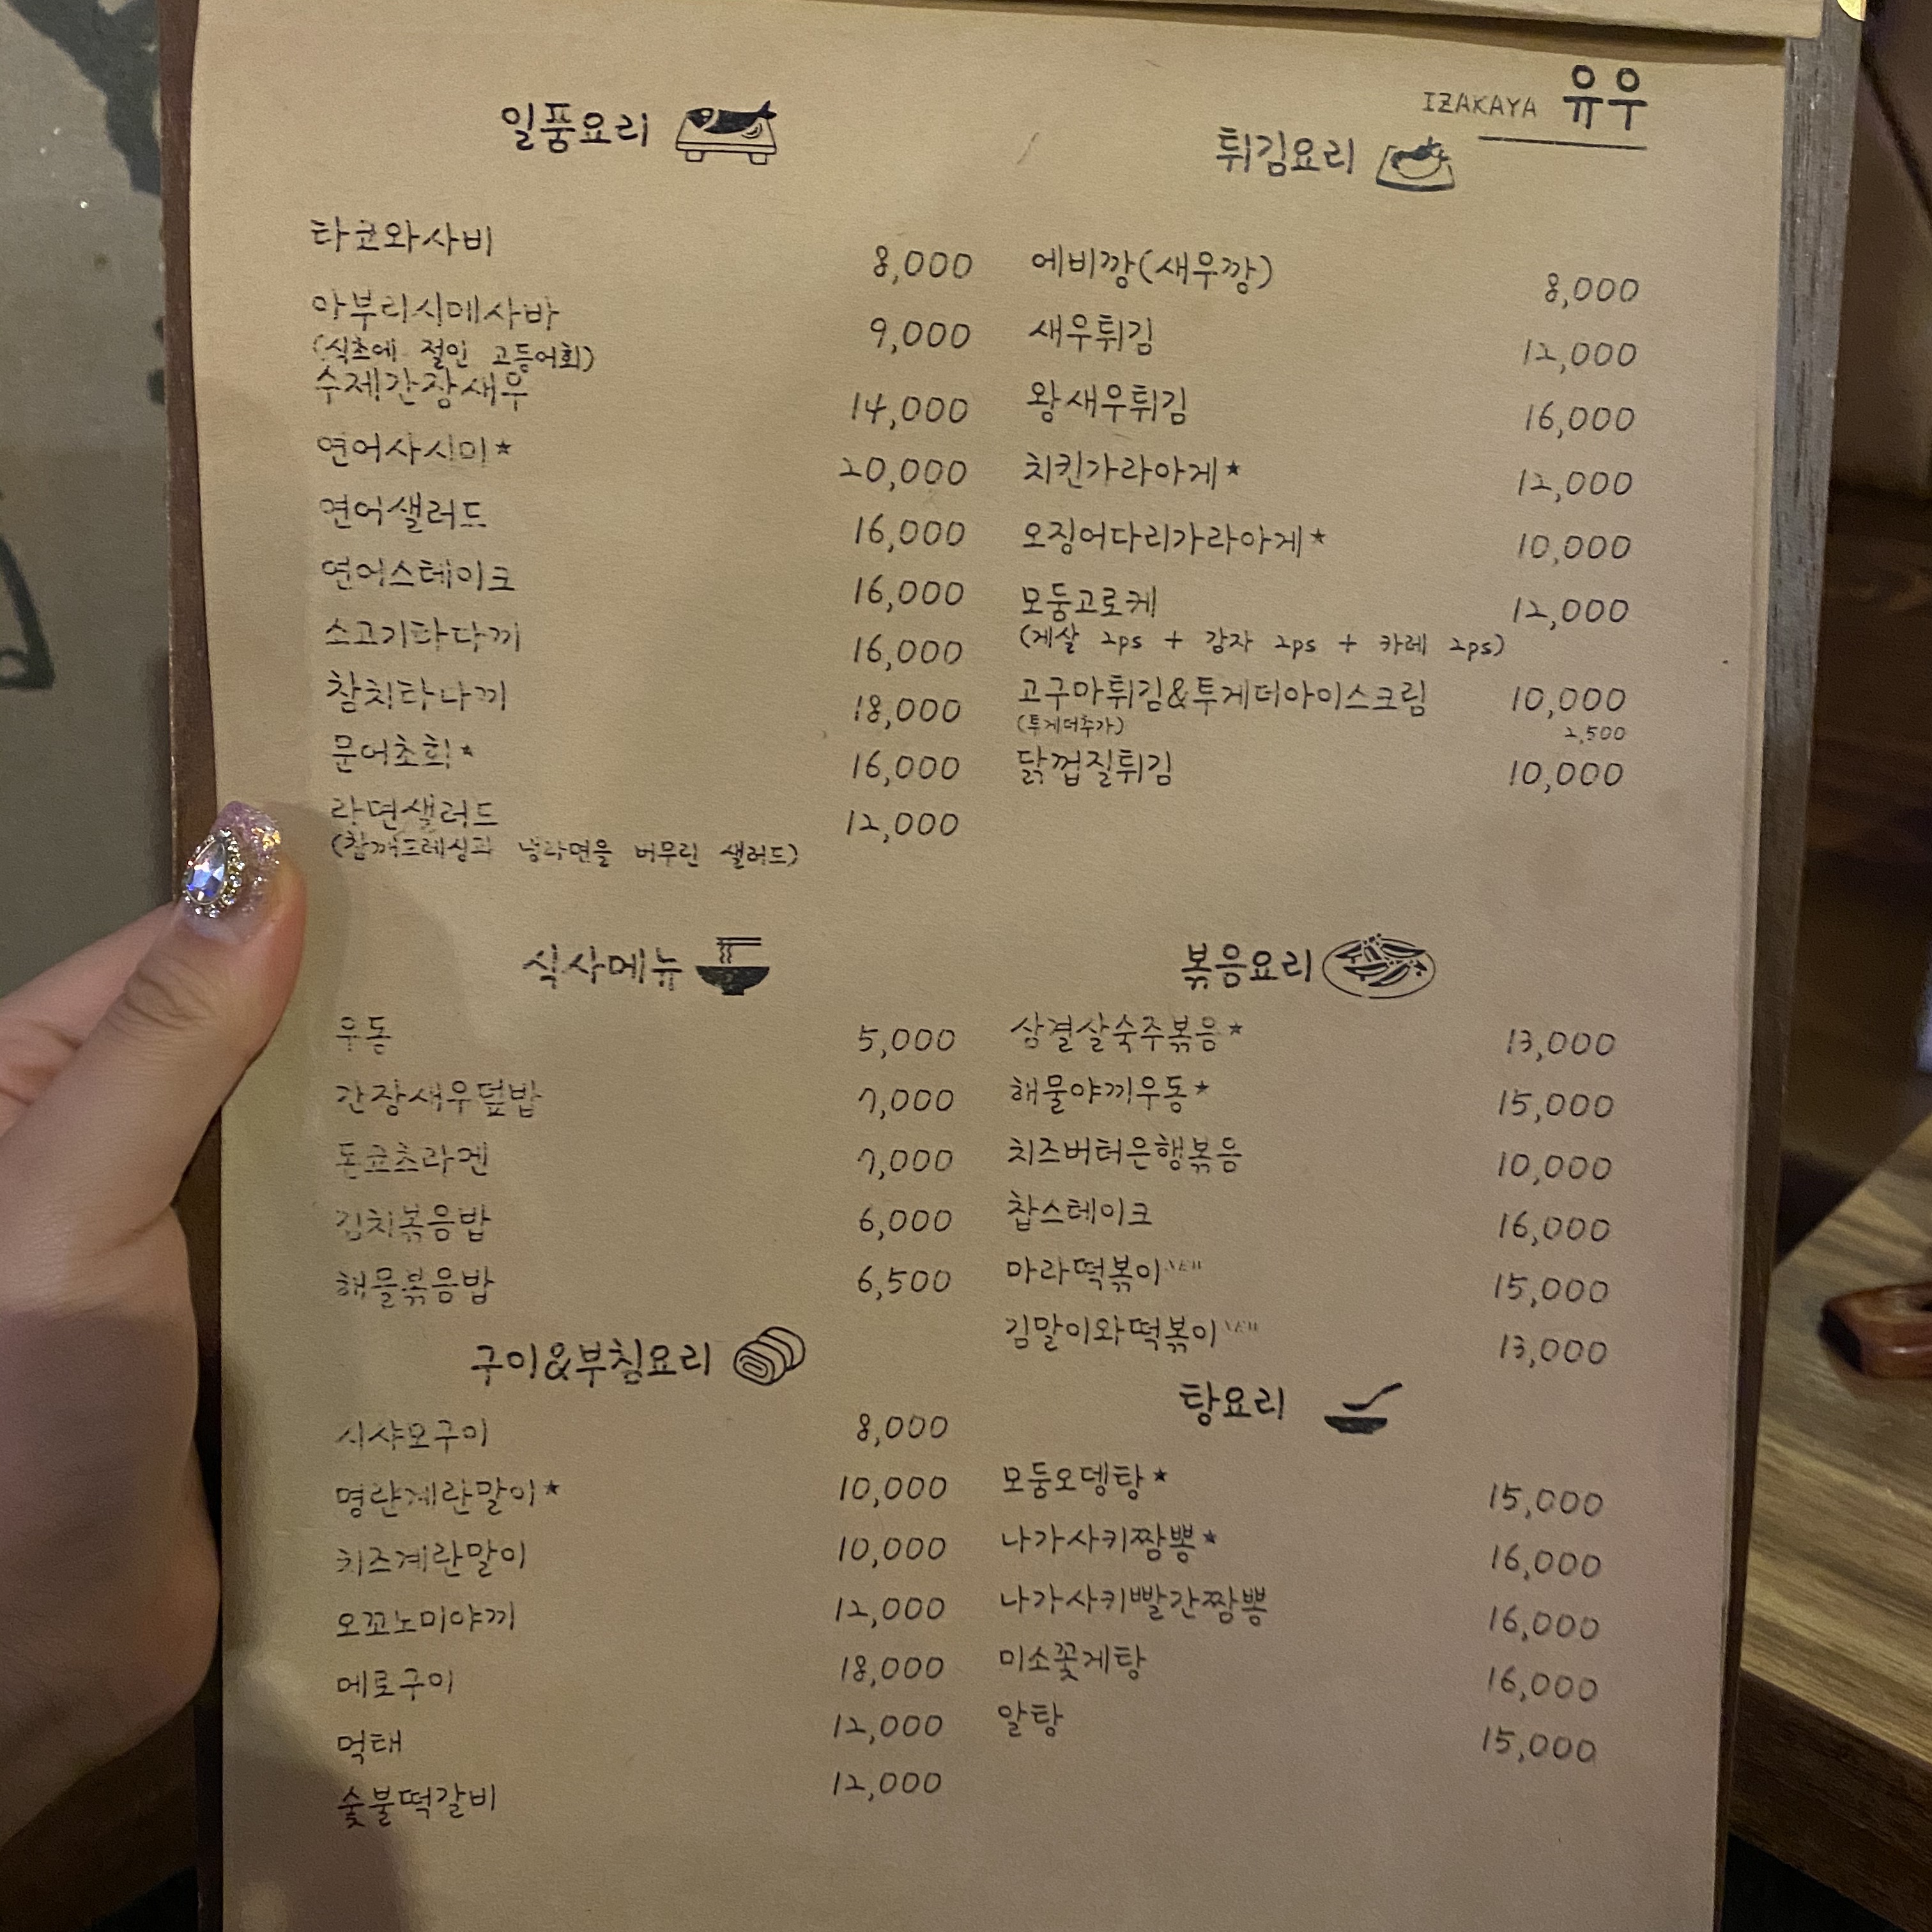 IZAKAYA 유우
일품요리
타코와사비 8,000
아부리시메사바 9,000
(식초에 절인 고등어회)
수제간장새우 14,000
연어사시미★ 20,000
연어샐러드 16,000
연어스테이크 16,000
소고기타다끼 16,000
참치타다끼 18,000
문어초회★ 16,000
라면샐러드 12,000
(참깨드레싱과 냉라면을 버무린 샐러드)
튀김요리
에비깡(새우깡) 8,000
새우튀김 12,000
왕새우튀김 16,000
치킨가라아게★ 12,000
오징어다리가라아게★ 10,000
모둠고로케 12,000
(게살 2ps + 감자 2ps + 카레 2ps)
고구마튀김&투게더아이스크림 10,000
(투게더추가) 2,500
닭껍질튀김 10,000
식사메뉴
우동 5,000
간장새우덮밥 7,000
돈코츠라멘 7,000
김치볶음밥 6,000
해물볶음밥 6,500
구이&부침요리
시샤모구이 8,000
명란계란말이★ 10,000
치즈계란말이 10,000
오꼬노미야끼 12,000
메로구이 18,000
먹태 12,000
숯불떡갈비 12,000
볶음요리
삼결살숙주볶음★ 13,000
해물야끼우동★ 15,000
치즈버터은행볶음 10,000
찹스테이크 16,000
마라떡볶이 15,000
김말이와떡볶이 13,000
탕요리
모둠오뎅탕★ 15,000
나가사키짬뽕★ 16,000
나가사키빨간짬뽕 16,000
미소꽃게탕 16,000
알탕 15,000